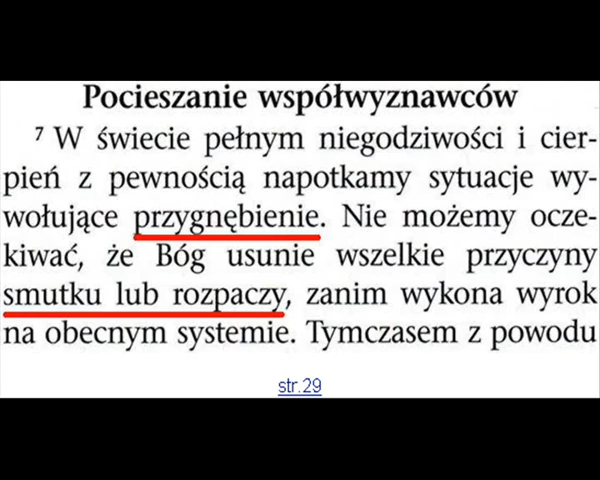 Pocieszanie współwyznawców
7 W świecie pełnym niegodziwości i cier-
pień z pewnością napotkamy sytuacje wy-
wołujące przygnębienie. Nie możemy ocze-
kiwać, że Bóg usunie wszelkie przyczyny
smutku lub rozpaczy, zanim wykona wyrok
na obecnym systemie. Tymczasem z powodu
str.29